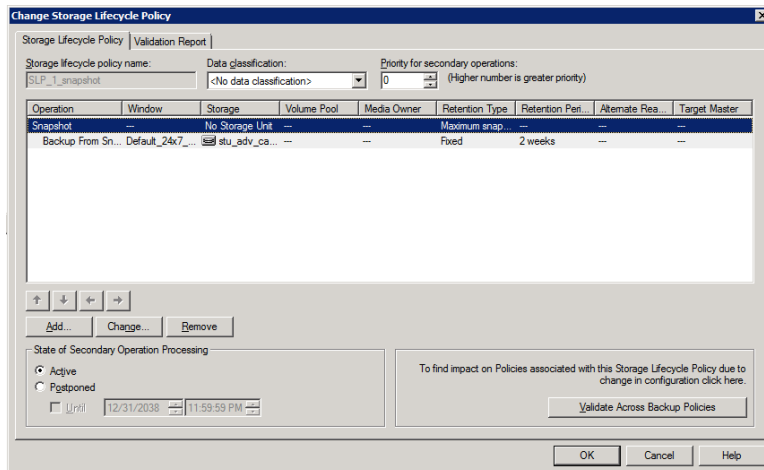 Change Storage Lifecycle Policy
Storage Lifecycle Policy Validation Report
Storage lifecycle policy name: Data classification: Priority for secondary operations:
SLP_1_snapshot <No data classification> 0 (Higher number is greater priority)
Operation Window Storage Volume Pool Media Owner Retention Type Retention Peri... Alternate Rea... Target Master
Snapshot --- No Storage Unit --- --- Maximum snap... --- --- ---
Backup From Sn... Default_24x7_... stu_adv_ca... --- --- Fixed 2 weeks --- ---
Add... Change... Remove
State of Secondary Operation Processing
Active
Postponed
Until 12/31/2038 11:59:59 PM
To find impact on Policies associated with this Storage Lifecycle Policy due to
change in configuration click here.
Validate Across Backup Policies
OK Cancel Help